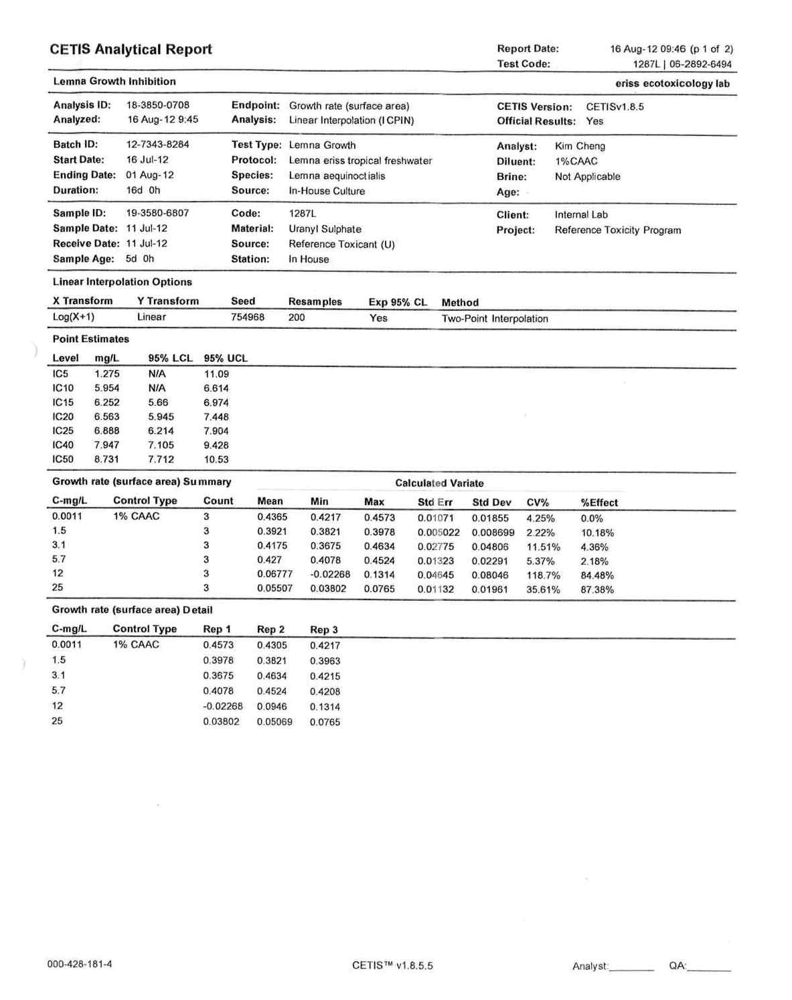 CETIS Analytical Report
Report Date: 16 Aug-12 09:46 (p 1 of 2)
Test Code: 1287L | 06-2892-6494
Lemna Growth Inhibition eriss ecotoxicology lab
Analysis ID: 18-3850-0708 Endpoint: Growth rate (surface area) CETIS Version: CETISv1.8.5
Analyzed: 16 Aug-12 9:45 Analysis: Linear Interpolation (ICPIN) Official Results: Yes
Batch ID: 12-7343-8284 Test Type: Lemna Growth Analyst: Kim Cheng
Start Date: 16 Jul-12 Protocol: Lemna eriss tropical freshwater Diluent: 1%CAAC
Ending Date: 01 Aug-12 Species: Lemna aequinoctialis Brine: Not Applicable
Duration: 16d 0h Source: In-House Culture Age:
Sample ID: 19-3580-6807 Code: 1287L Client: Internal Lab
Sample Date: 11 Jul-12 Material: Uranyl Sulphate Project: Reference Toxicity Program
Receive Date: 11 Jul-12 Source: Reference Toxicant (U)
Sample Age: 5d 0h Station: In House
Linear Interpolation Options
X Transform Y Transform Seed Resamples Exp 95% CL Method
Log(X+1) Linear 754968 200 Yes Two-Point Interpolation
Point Estimates
Level mg/L 95% LCL 95% UCL
IC5 1.275 N/A 11.09
IC10 5.954 N/A 6.614
IC15 6.252 5.66 6.974
IC20 6.563 5.945 7.448
IC25 6.888 6.214 7.904
IC40 7.947 7.105 9.428
IC50 8.731 7.712 10.53
Growth rate (surface area) Summary Calculated Variate
C-mg/L Control Type Count Mean Min Max Std Err Std Dev CV% %Effect
0.0011 1% CAAC 3 0.4365 0.4217 0.4573 0.01071 0.01855 4.25% 0.0%
1.5 3 0.3921 0.3821 0.3978 0.005022 0.008699 2.22% 10.18%
3.1 3 0.4175 0.3675 0.4634 0.02775 0.04806 11.51% 4.36%
5.7 3 0.427 0.4078 0.4524 0.01323 0.02291 5.37% 2.18%
12 3 0.06777 -0.02268 0.1314 0.04645 0.08046 118.7% 84.48%
25 3 0.05507 0.03802 0.0765 0.01132 0.01961 35.61% 87.38%
Growth rate (surface area) Detail
C-mg/L Control Type Rep 1 Rep 2 Rep 3
0.0011 1% CAAC 0.4573 0.4305 0.4217
1.5 0.3978 0.3821 0.3963
3.1 0.3675 0.4634 0.4215
5.7 0.4078 0.4524 0.4208
12 -0.02268 0.0946 0.1314
25 0.03802 0.05069 0.0765
000-428-181-4 CETIS™ v1.8.5.5 Analyst:________ QA:________